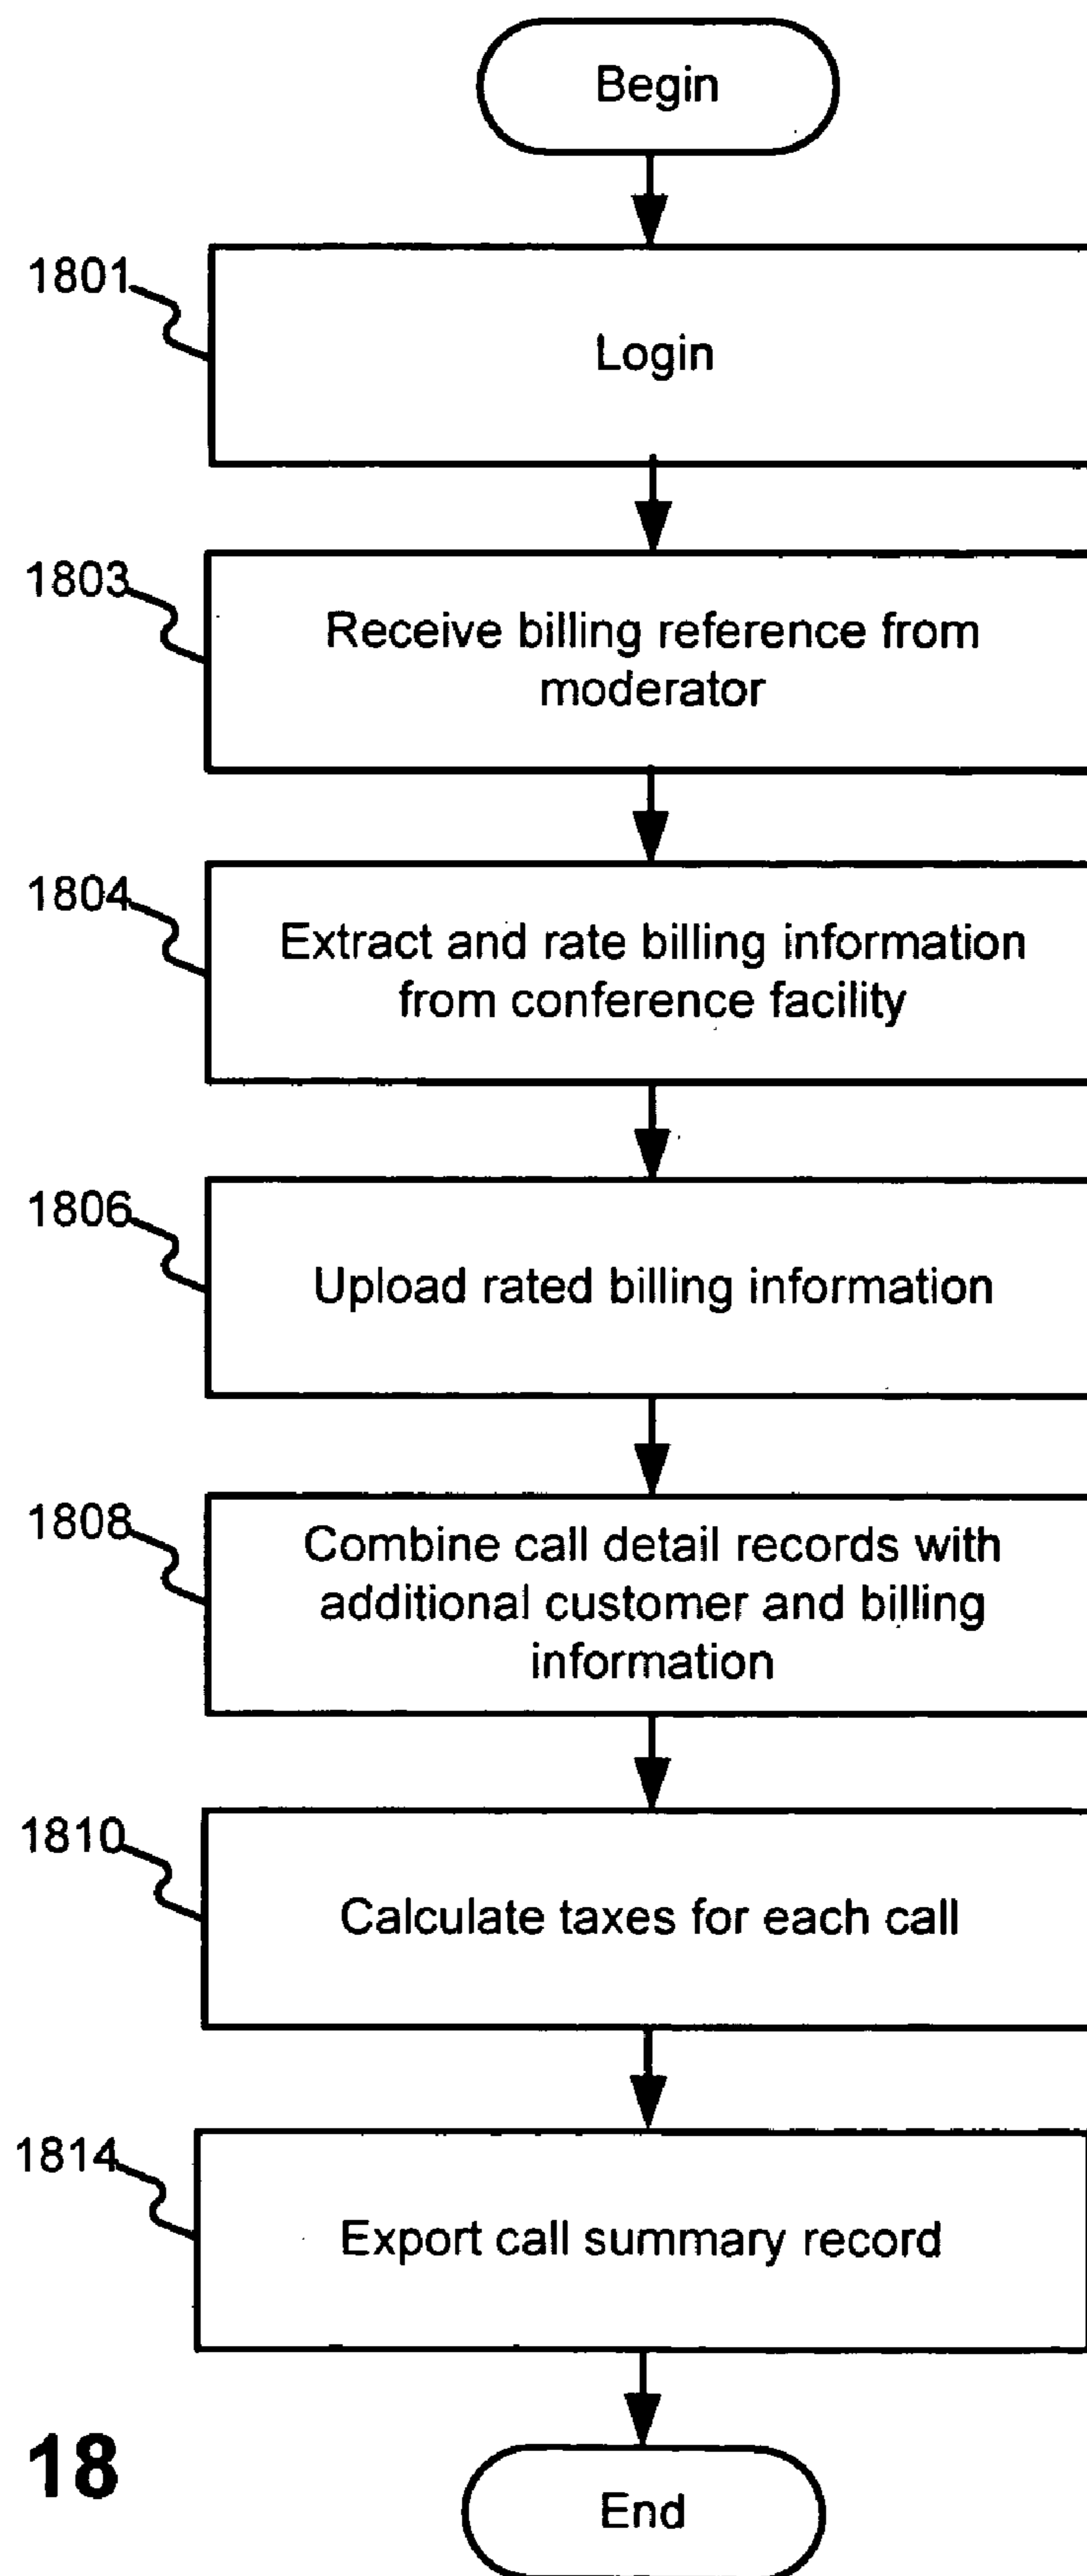 Begin
1801
Login
1803
Receive billing reference from
moderator
1804
Extract and rate billing information
from conference facility
1806
Upload rated billing information
1808
Combine call detail records with
additional customer and billing
information
1810
Calculate taxes for each call
1814
Export call summary record
18
End